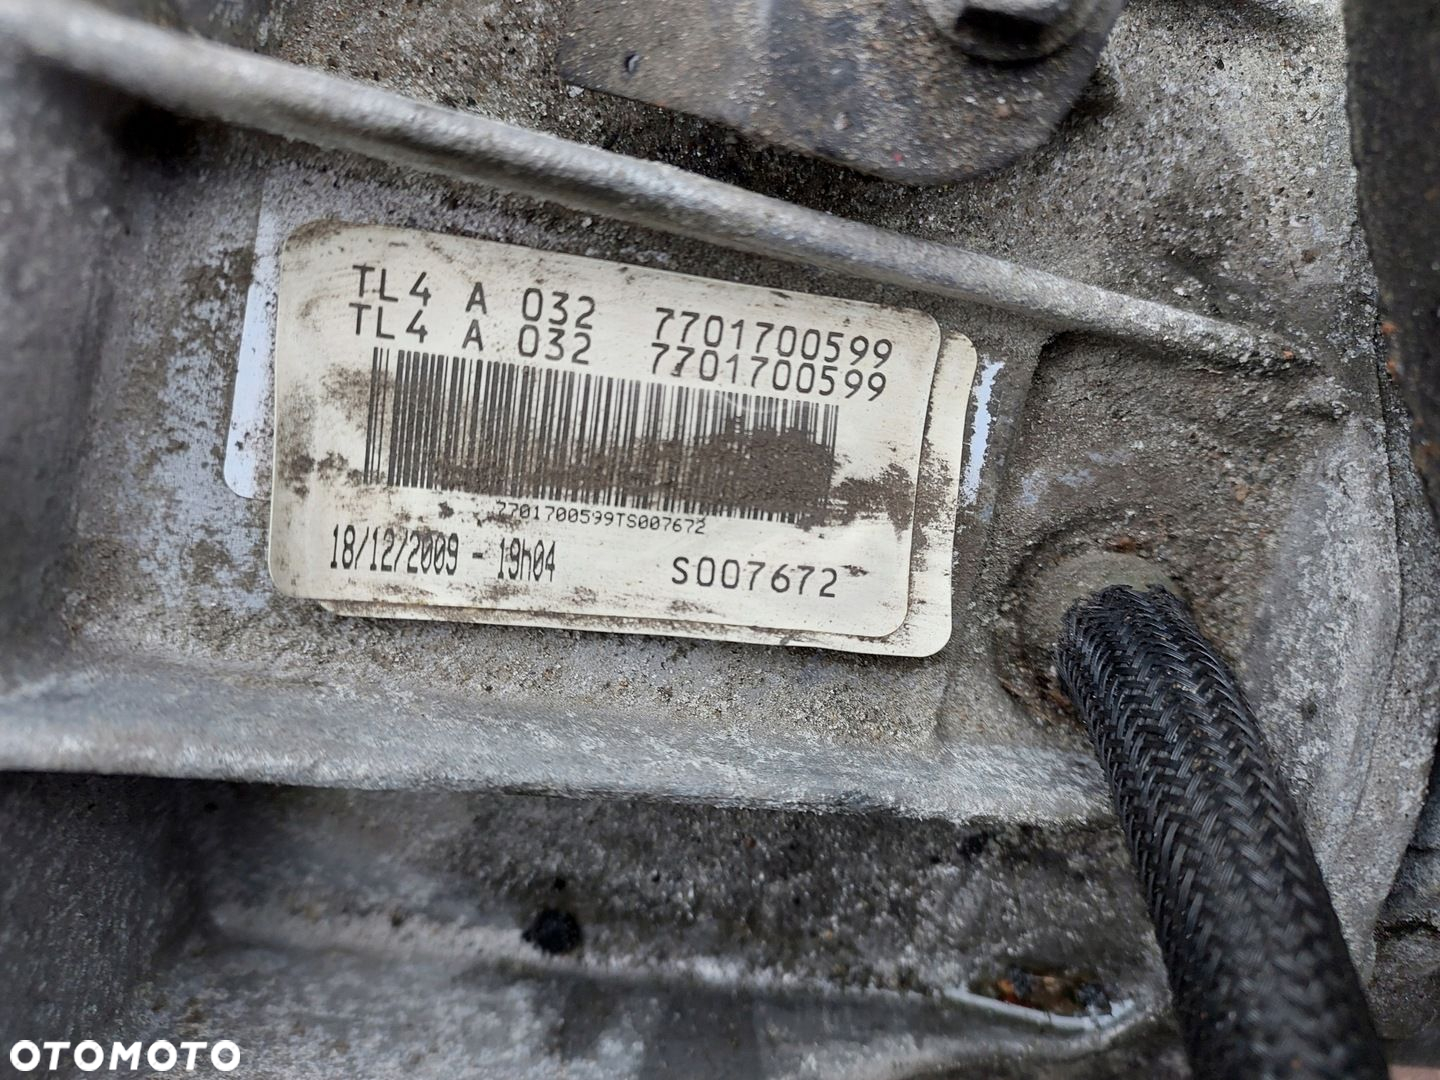 TL4 A 032 7701700599
TL4 A 032 7701700599
7701700599TS007672
18/12/2009 - 19h04 S007672
OTOMOTO